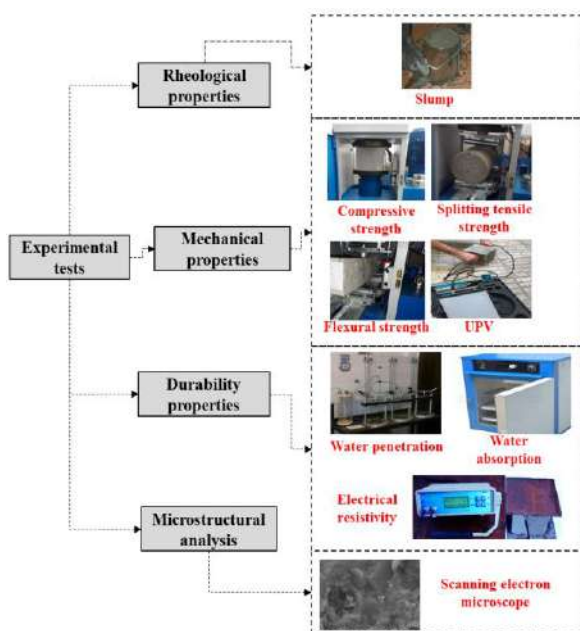 Rheological
properties
Slump
Compressive
strength
Splitting tensile
strength
Experimental
tests
Mechanical
properties
Flexural strength
UPV
Durability
properties
Water penetration
Water
absorption
Electrical
resistivity
Microstructural
analysis
Scanning electron
microscope